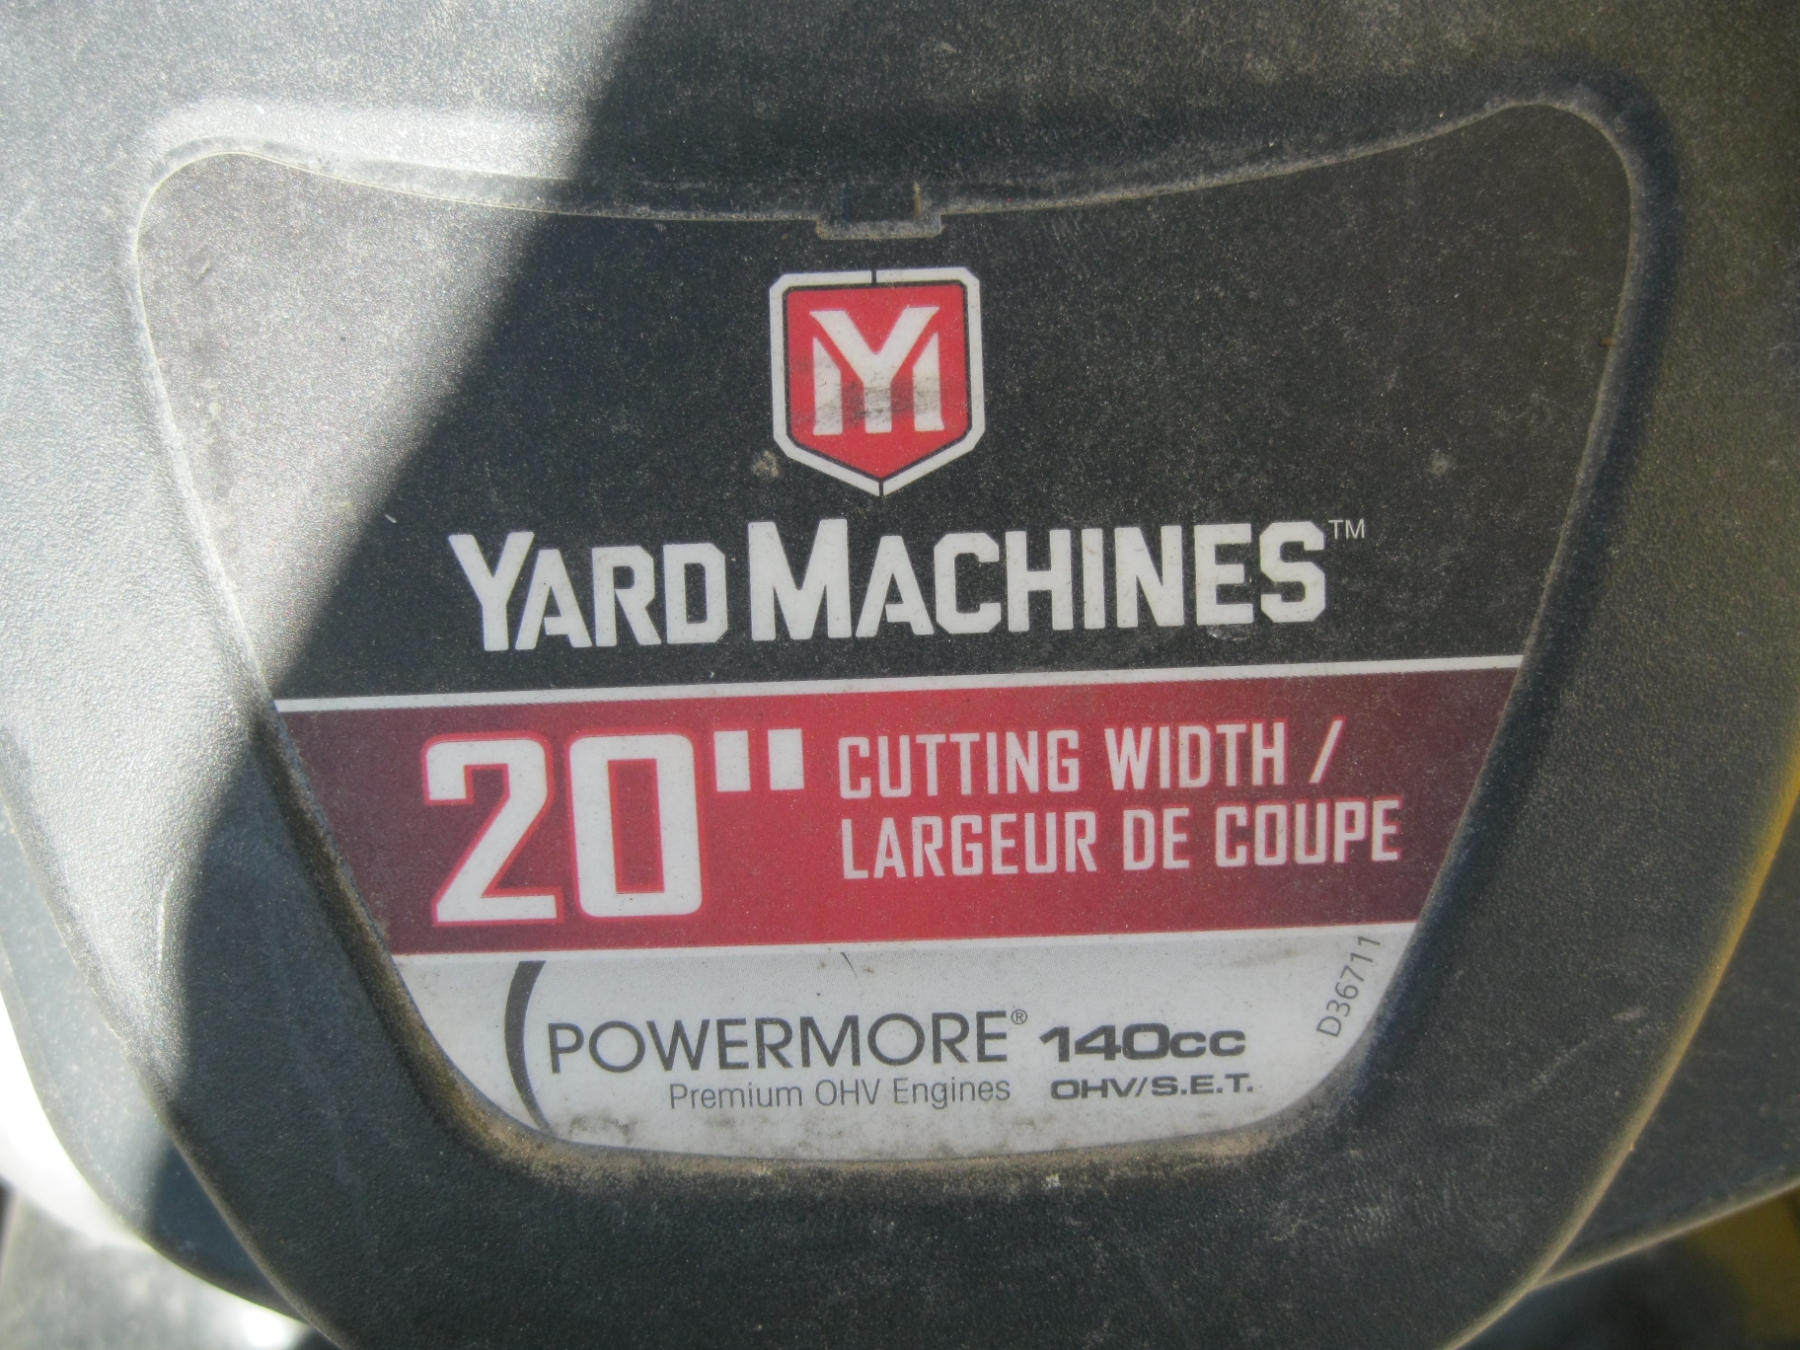 YM
YARD MACHINES™
20" CUTTING WIDTH /
LARGEUR DE COUPE
D36711
POWERMORE® 140cc
Premium OHV Engines OHV/S.E.T.